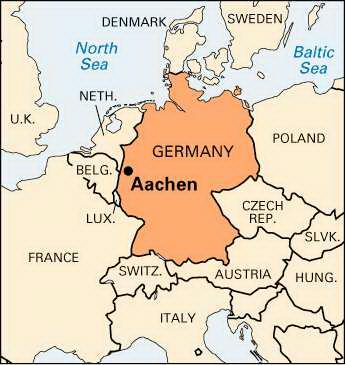 DENMARK
SWEDEN
North
Sea
Baltic
Sea
NETH.
U.K.
GERMANY
POLAND
BELG.
Aachen
LUX.
CZECH
REP.
SLVK.
FRANCE
SWITZ.
AUSTRIA
HUNG.
ITALY